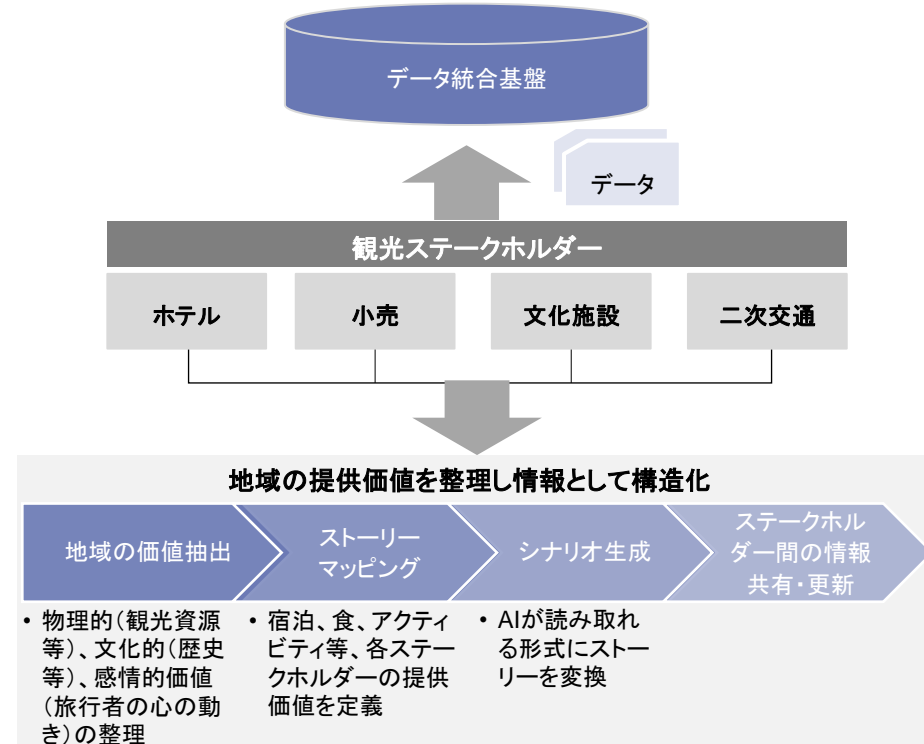 データ統合基盤
データ
観光ステークホルダー
ホテル
小売
文化施設
二次交通
地域の提供価値を整理し情報として構造化
地域の価値抽出
ストーリー
マッピング
シナリオ生成
ステークホル
ダー間の情報
共有・更新
• 物理的(観光資源
等)、文化的(歴史
等)、感情的価値
(旅行者の心の動
き)の整理
• 宿泊、食、アクティ
ビティ等、各ステー
クホルダーの提供
価値を定義
• AIが読み取れ
る形式にストー
リーを変換